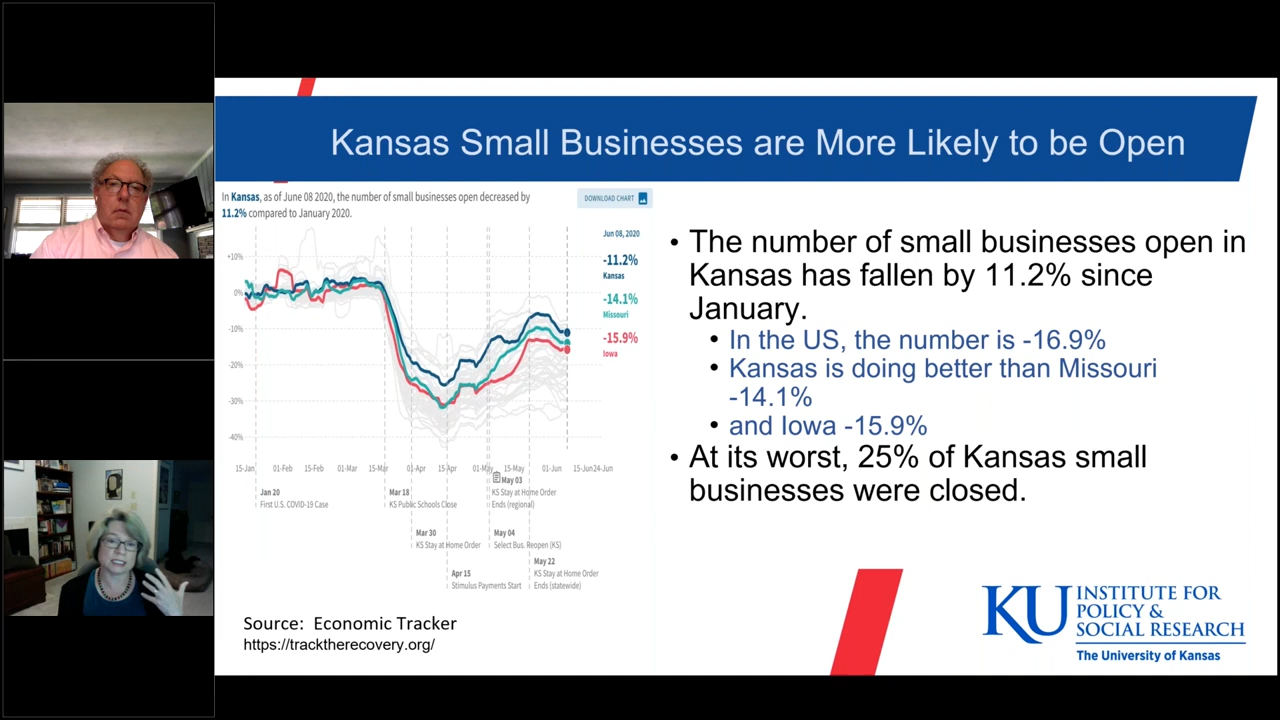 Kansas Small Businesses are More Likely to be Open
In Kansas, as of June 08 2020, the number of small businesses open decreased by
11.2% compared to January 2020.
DOWNLOAD CHART
Jun 08, 2020
-11.2%
Kansas
-14.1%
Missouri
-15.9%
Iowa
+10%
0%
-10%
-20%
-30%
-40%
15-Jan 01-Feb 15-Feb 01-Mar 15-Mar 01-Apr 15-Apr 01-May 15-May 01-Jun 15-Jun 24-Jun
Jan 20
First U.S. COVID-19 Case
Mar 18
KS Public Schools Close
May 03
KS Stay at Home Order
Ends (regional)
Mar 30
KS Stay at Home Order
May 04
Select Bus. Reopen (KS)
Apr 15
Stimulus Payments Start
May 22
KS Stay at Home Order
Ends (statewide)
Source: Economic Tracker
https://tracktherecovery.org/
• The number of small businesses open in
Kansas has fallen by 11.2% since
January.
• In the US, the number is -16.9%
• Kansas is doing better than Missouri
-14.1%
• and Iowa -15.9%
• At its worst, 25% of Kansas small
businesses were closed.
KU
INSTITUTE FOR
POLICY &
SOCIAL RESEARCH
The University of Kansas